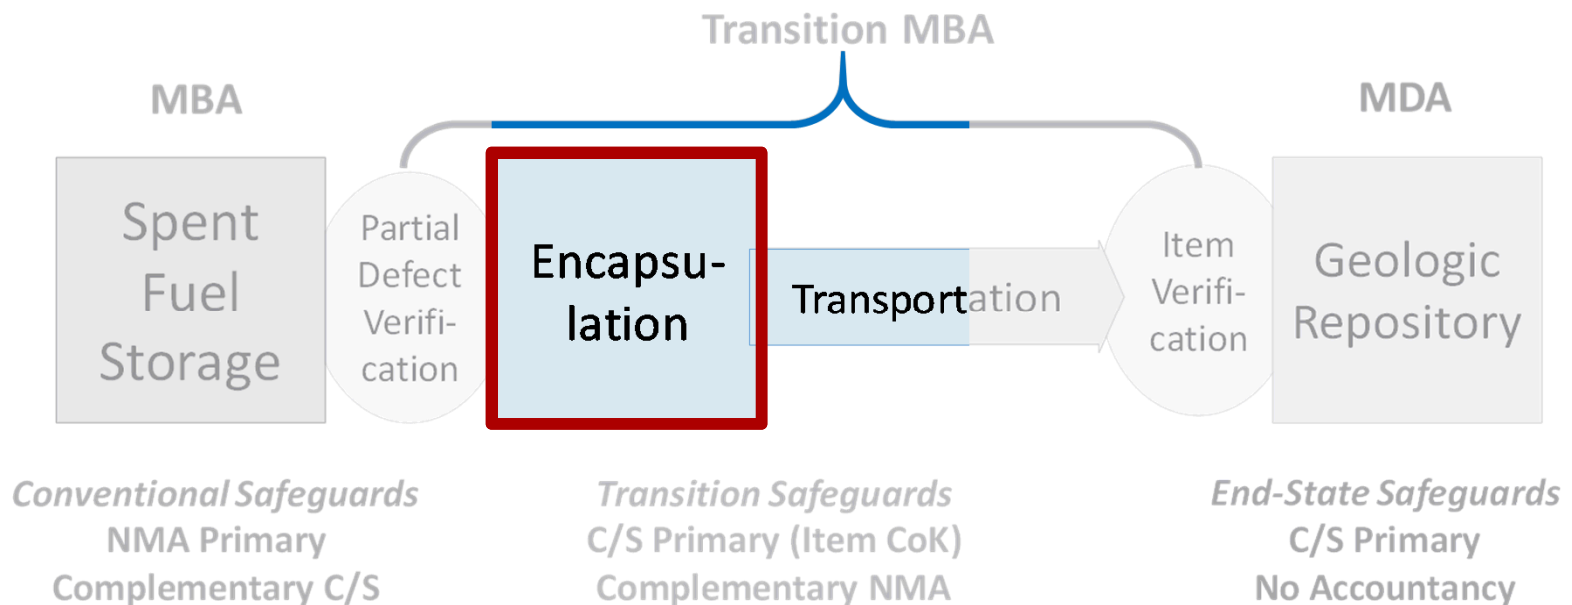 Transition MBA
MBA
MDA
Spent
Fuel
Storage
Partial
Defect
Verifi-
cation
Encapsu-
lation
Transportation
Item
Verifi-
cation
Geologic
Repository
Conventional Safeguards
NMA Primary
Complementary C/S
Transition Safeguards
C/S Primary (Item CoK)
Complementary NMA
End-State Safeguards
C/S Primary
No Accountancy